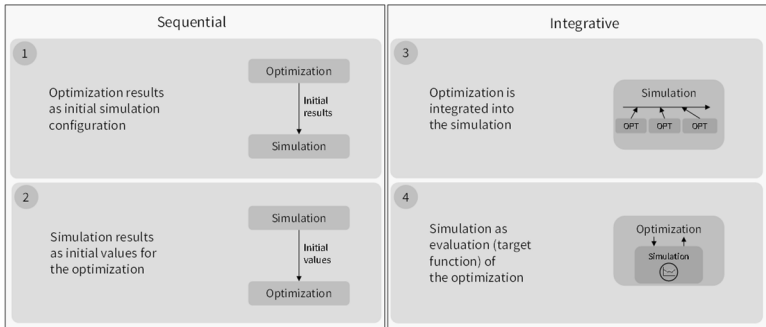 Sequential
1
Optimization results
as initial simulation
configuration
Optimization
Initial
results
Simulation
2
Simulation results
as initial values for
the optimization
Simulation
Initial
values
Optimization
Integrative
3
Optimization is
integrated into
the simulation
Simulation
OPT OPT OPT
4
Simulation as
evaluation (target
function) of
the optimization
Optimization
Simulation